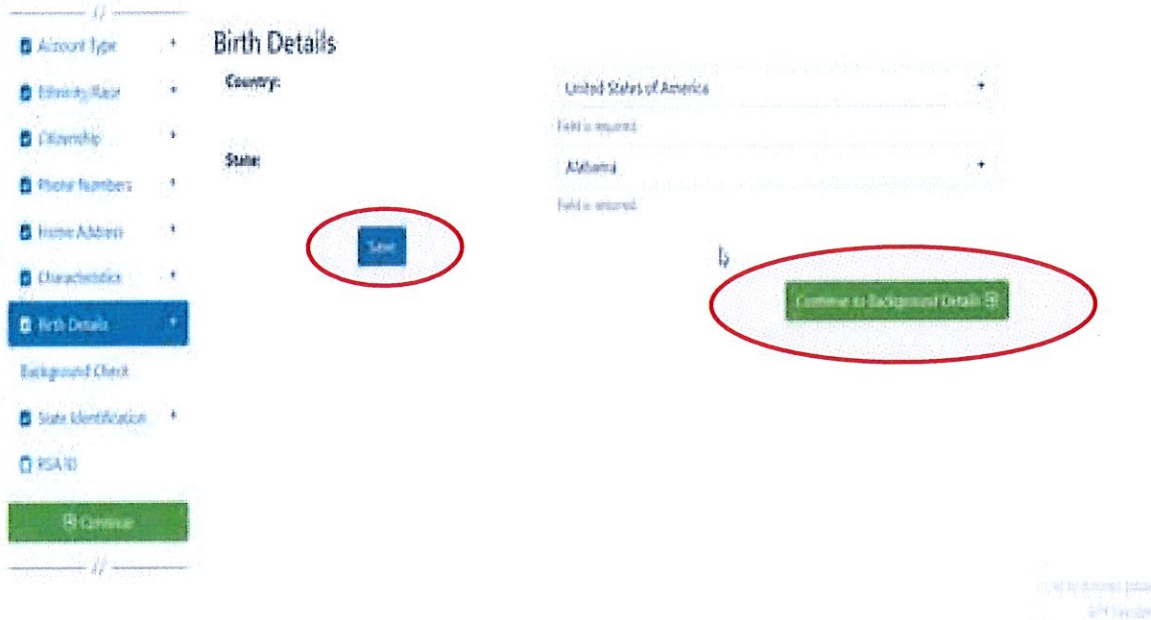 Account Type
Ethnicity/Race
Citizenship
Phone Numbers
Home Address
Characteristics
Birth Details
Background Check
State Identification
RSA ID
Continue
Birth Details
Country:
United States of America
Field is required.
State:
Alabama
Field is required.
Save
Continue to Background Details